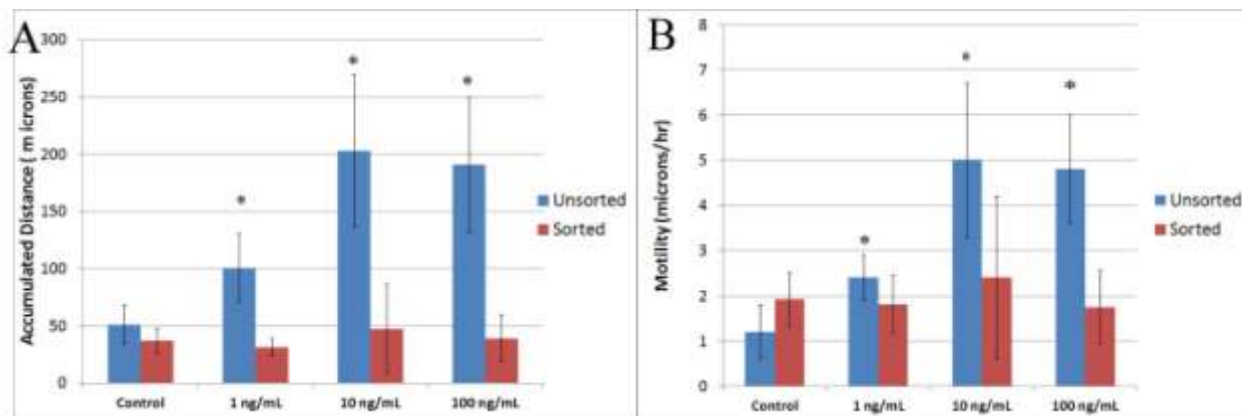 A
Accumulated Distance ( m icrons)
300
250
200
150
100
50
0
*
*
*
Control
1 ng/mL
10 ng/mL
100 ng/mL
Unsorted
Sorted
B
Motility (microns/hr)
8
7
6
5
4
3
2
1
0
*
*
*
Control
1 ng/mL
10 ng/mL
100 ng/mL
Unsorted
Sorted